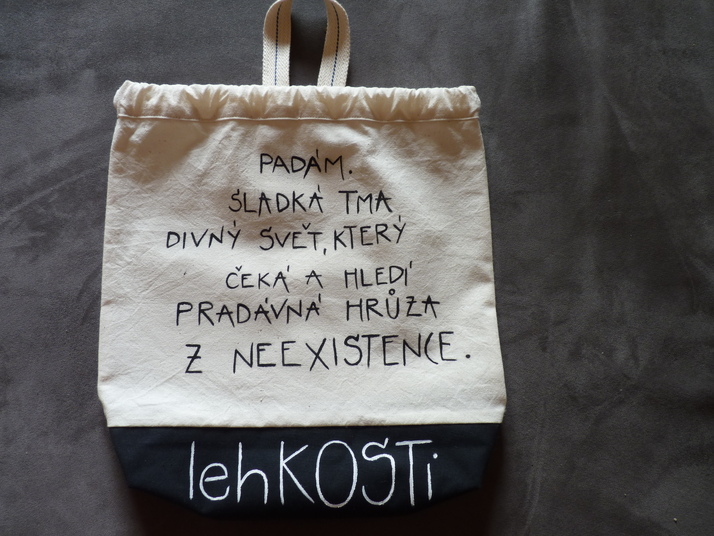 PADÁM.
SLADKÁ TMA
DIVNÝ SVĚT, KTERÝ
ČEKÁ A HLEDÍ
PRADÁVNÁ HRŮZA
Z NEEXISTENCE.
lehKOSTi